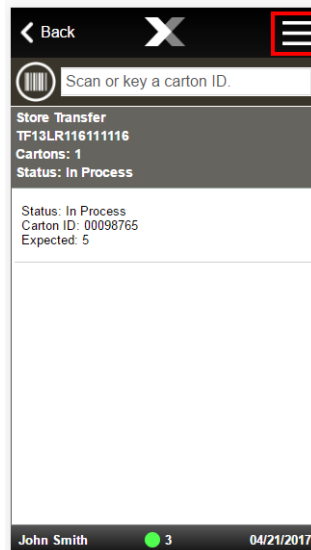 Back
Scan or key a carton ID.
Store Transfer
TF13LR116111116
Cartons: 1
Status: In Process
Status: In Process
Carton ID: 00098765
Expected: 5
John Smith 3 04/21/2017